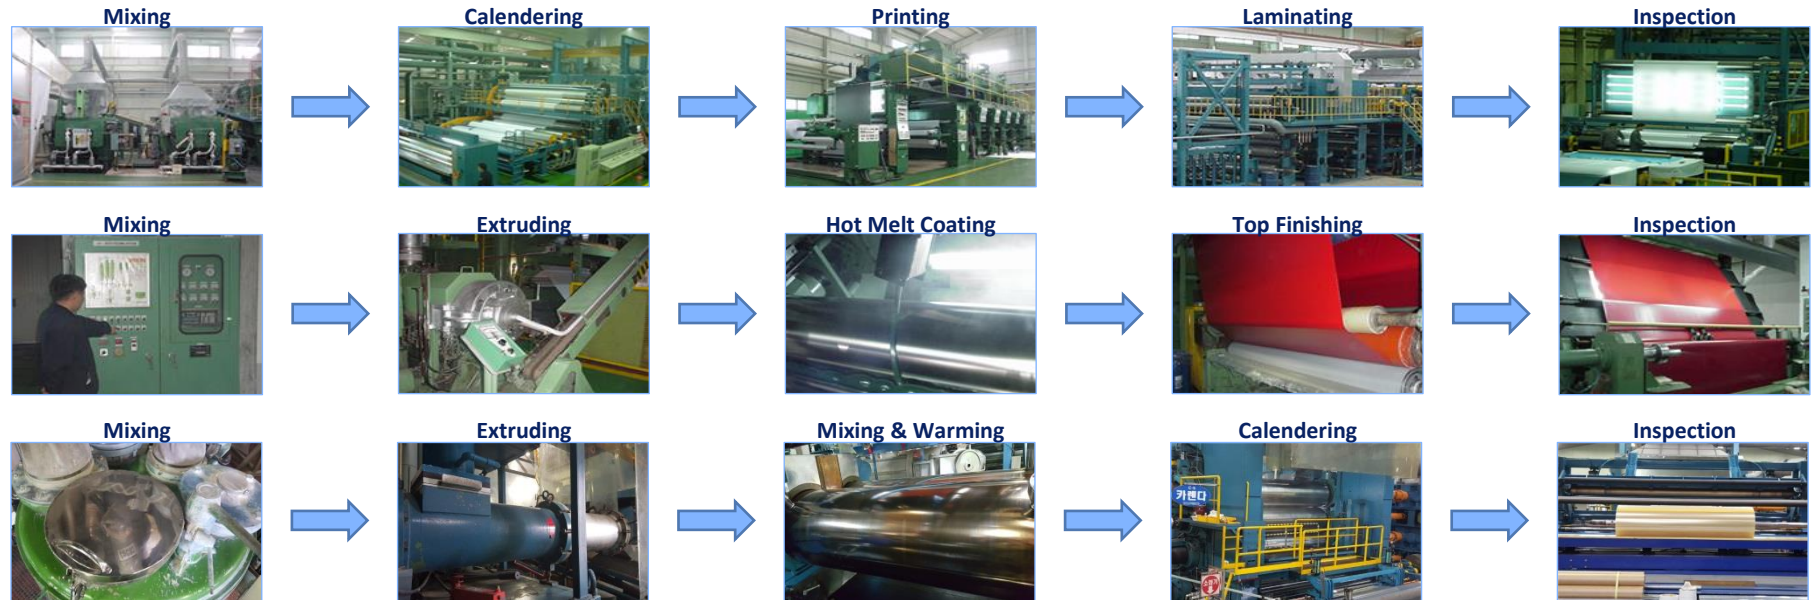 Mixing
Calendering
Printing
Laminating
Inspection
Mixing
Extruding
Hot Melt Coating
Top Finishing
Inspection
Mixing
Extruding
Mixing & Warming
Calendering
Inspection
카렌다